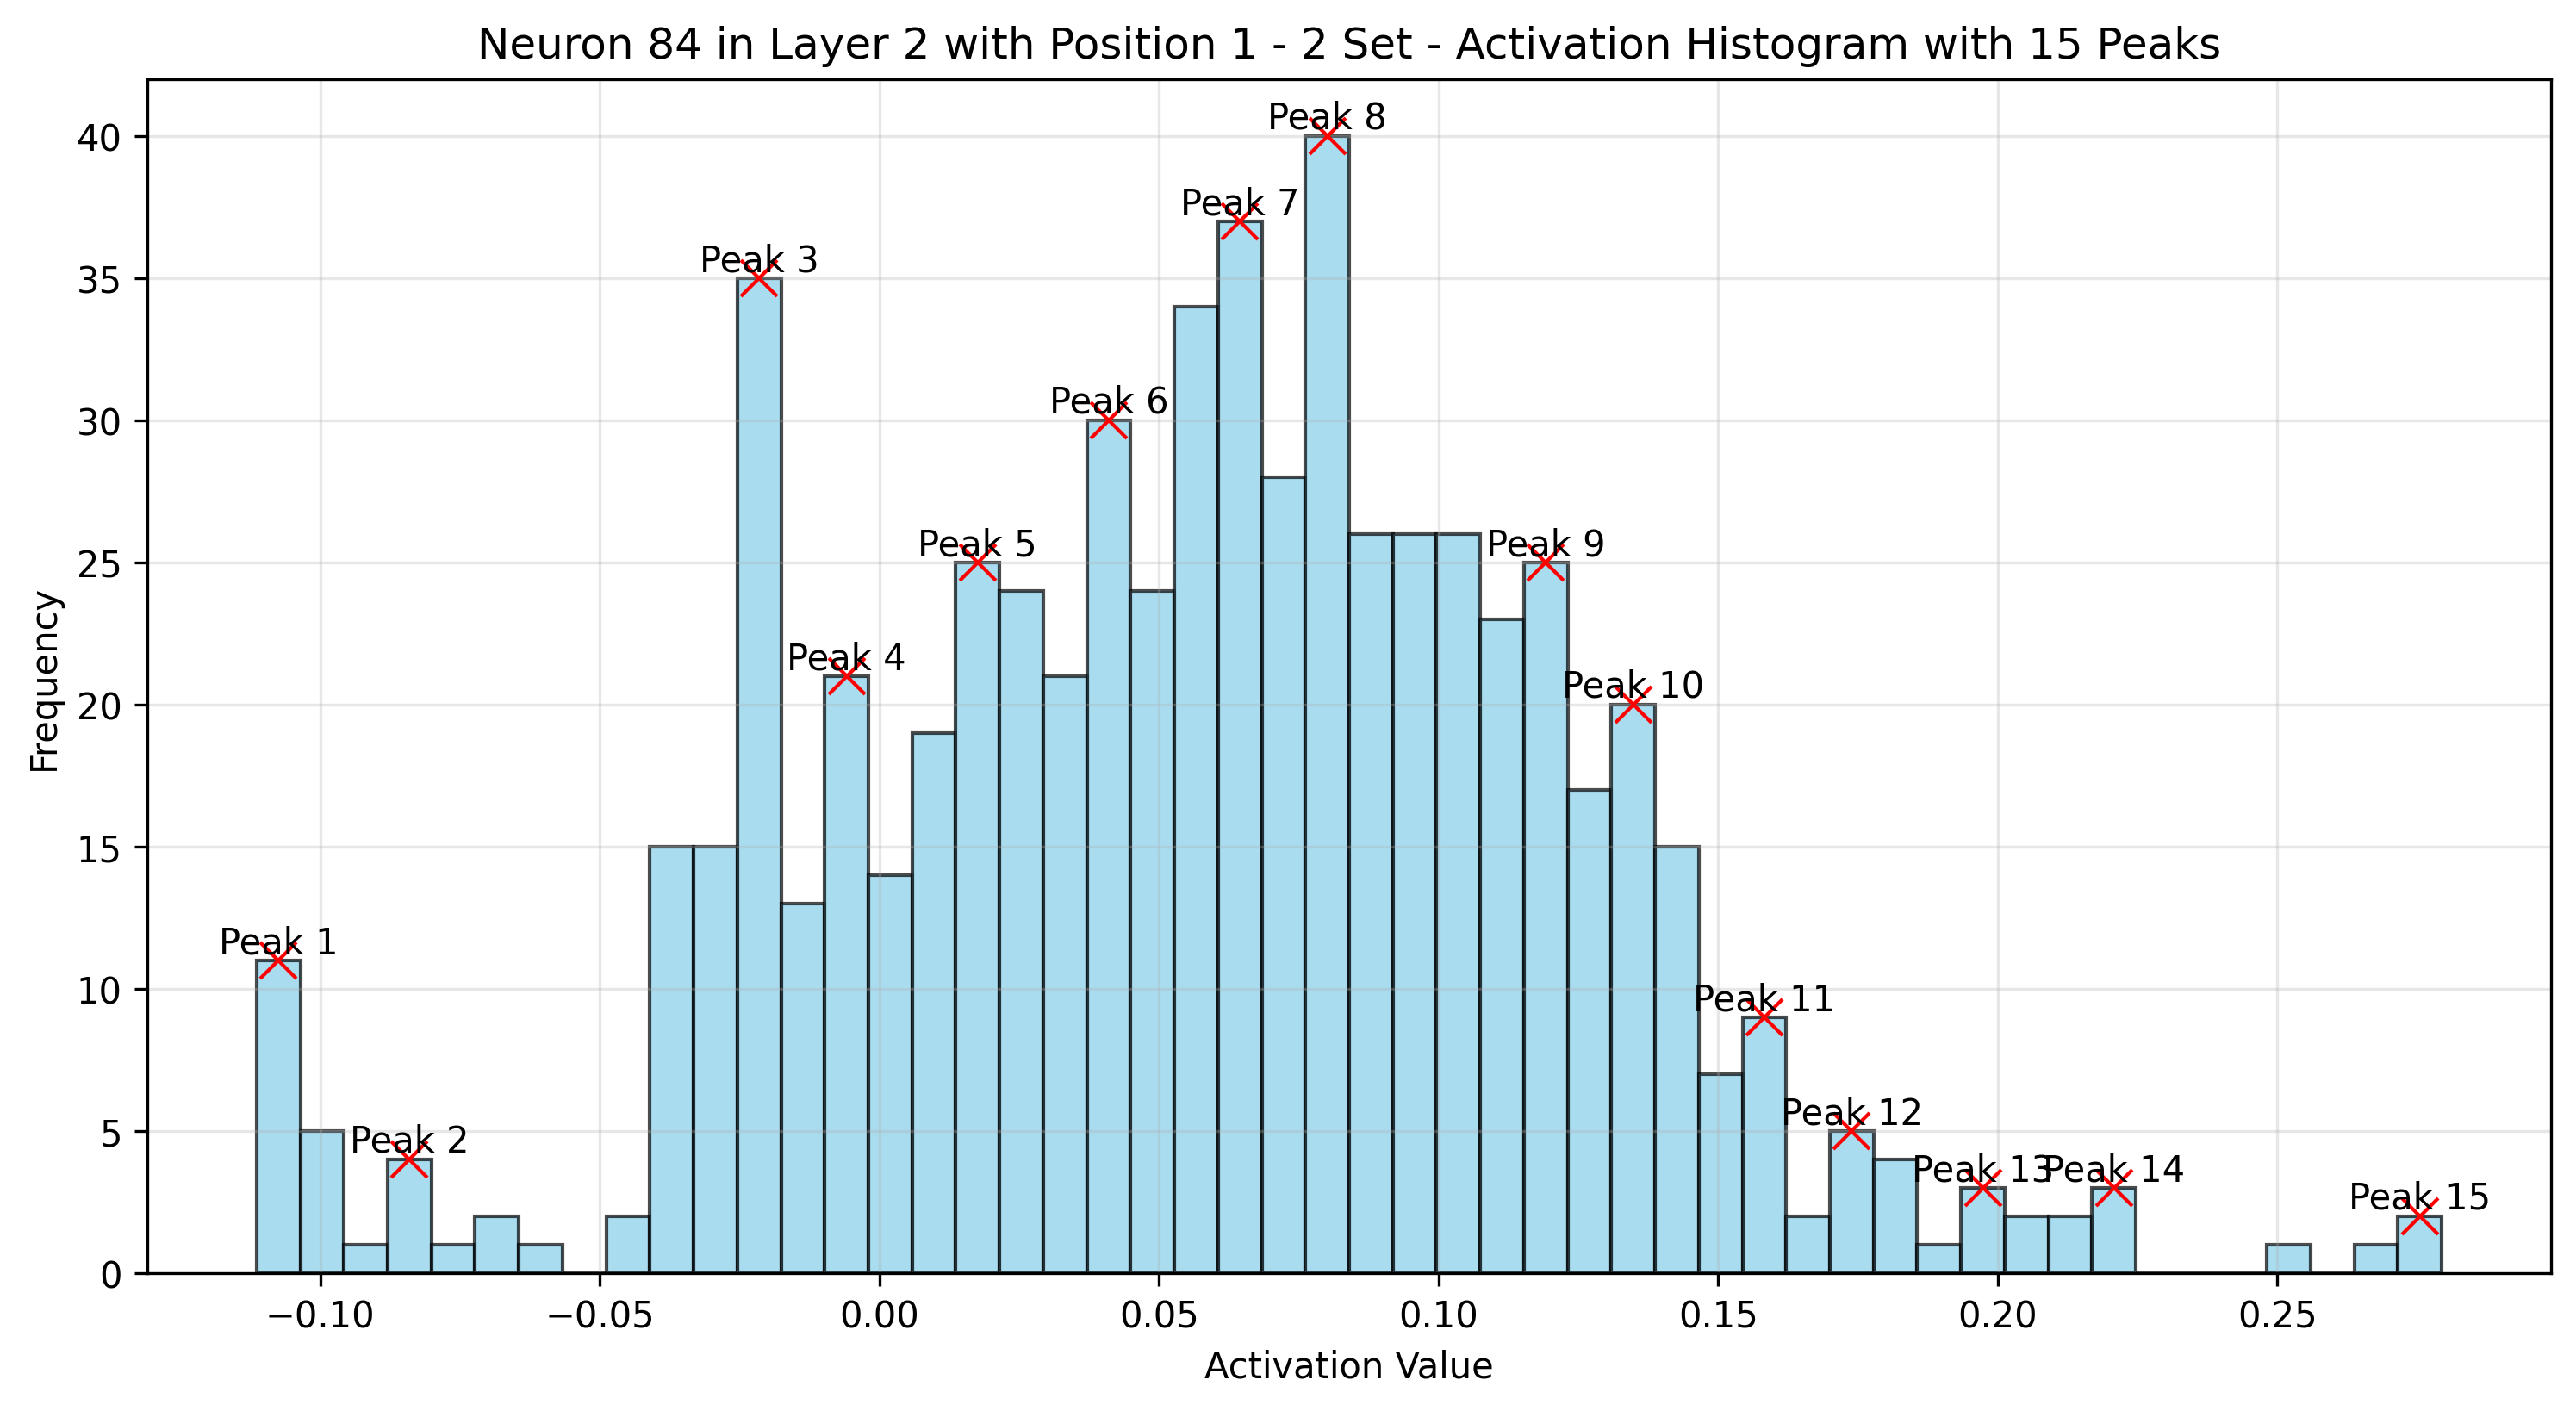 Neuron 84 in Layer 2 with Position 1 - 2 Set - Activation Histogram with 15 Peaks
Peak 8
40
Peak 7
Peak 3
35
Peak 6
30
Peak 5
Peak 9
25
Peak 4
Peak 10
20
Frequency
15
Peak 1
Peak 11
10
Peak 2
Peak 12
5
Peak 13
Peak 14
Peak 15
0
−0.10
−0.05
0.00
0.05
0.10
0.15
0.20
0.25
Activation Value